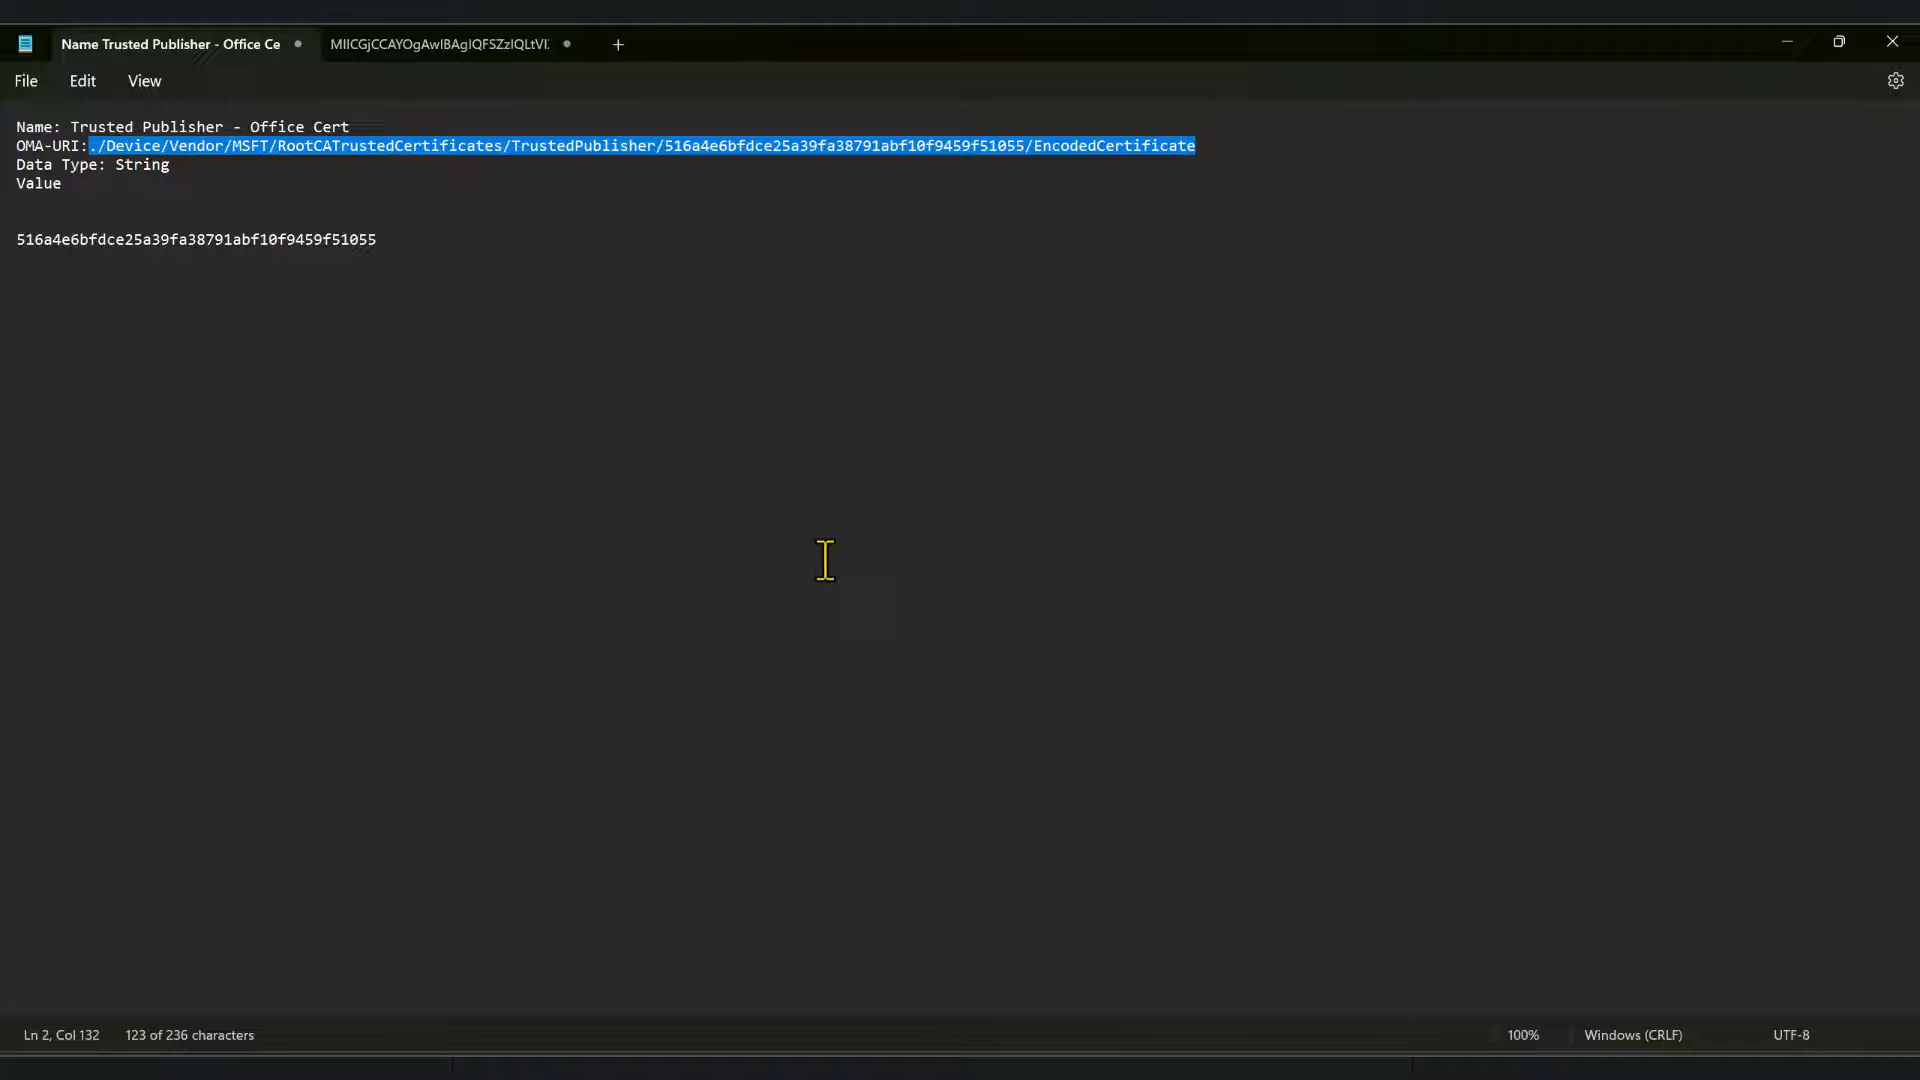 Name Trusted Publisher - Office Ce
MIICGjCCAYOgAwIBAgIQFSZzIQLtVI
File Edit View
Name: Trusted Publisher - Office Cert
OMA-URI:./Device/Vendor/MSFT/RootCATrustedCertificates/TrustedPublisher/516a4e6bfdce25a39fa38791abf10f9459f51055/EncodedCertificate
Data Type: String
Value
516a4e6bfdce25a39fa38791abf10f9459f51055
Ln 2, Col 132 123 of 236 characters 100% Windows (CRLF) UTF-8